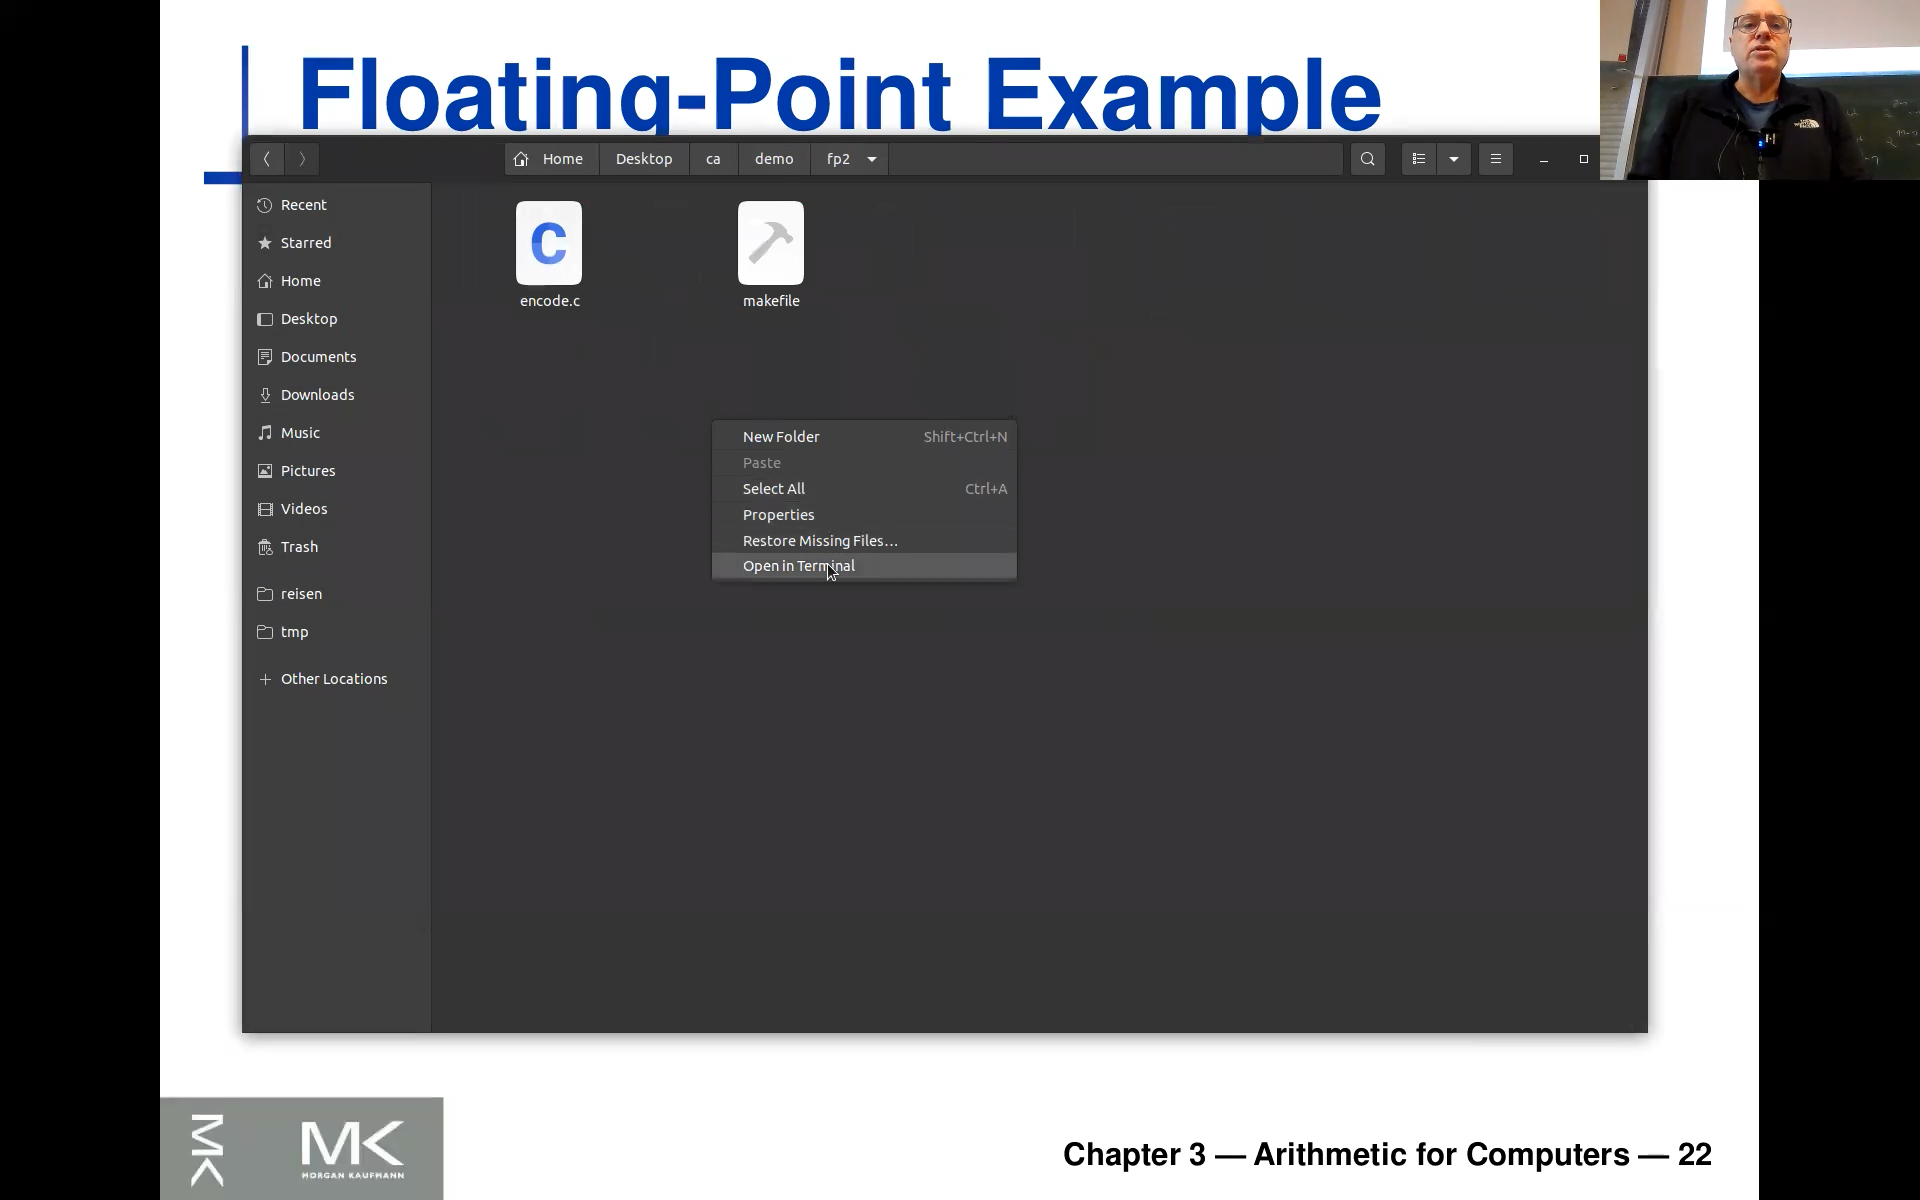 Floating-Point Example
Home Desktop ca demo fp2
Recent
Starred
Home
Desktop
Documents
Downloads
Music
Pictures
Videos
Trash
reisen
tmp
Other Locations
C
encode.c
makefile
New Folder Shift+Ctrl+N
Paste
Select All Ctrl+A
Properties
Restore Missing Files…
Open in Terminal
MK
MK
MORGAN KAUFMANN
Chapter 3 — Arithmetic for Computers — 22